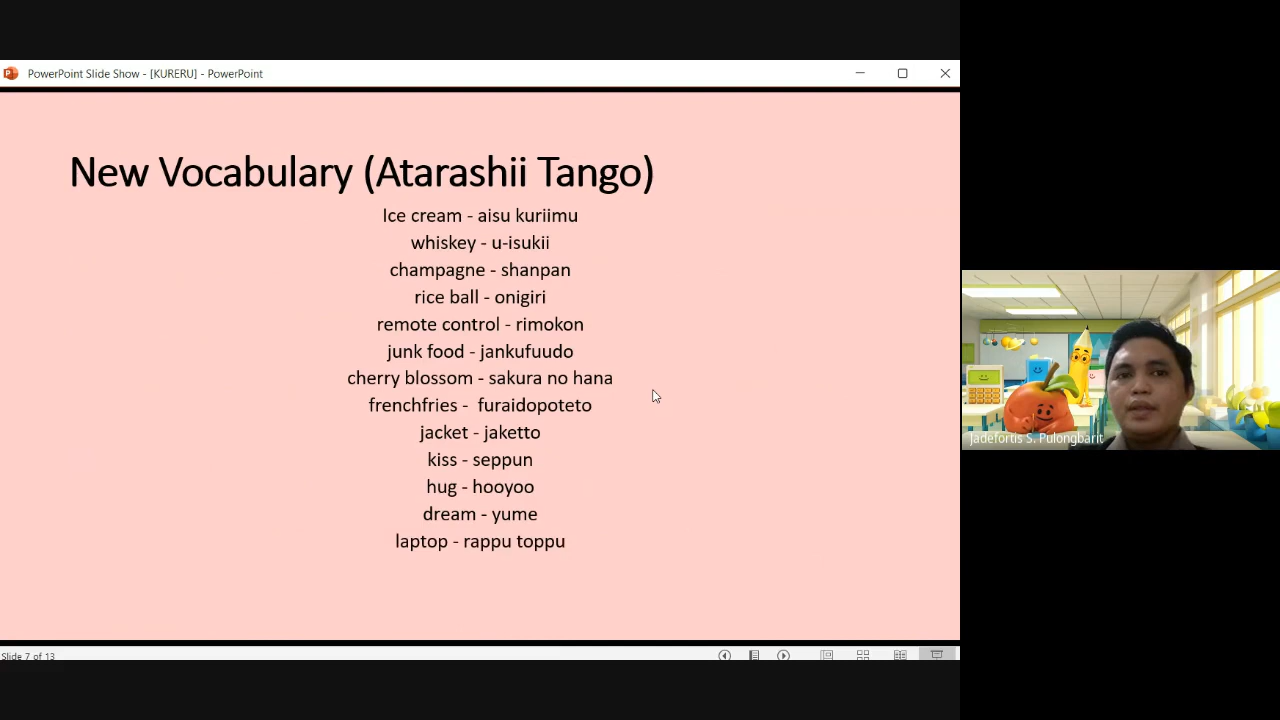 PowerPoint Slide Show - [KURERU] - PowerPoint
New Vocabulary (Atarashii Tango)
Ice cream - aisu kuriimu
whiskey - u-isukii
champagne - shanpan
rice ball - onigiri
remote control - rimokon
junk food - jankufuudo
cherry blossom - sakura no hana
frenchfries -  furaidopoteto
jacket - jaketto
kiss - seppun
hug - hooyoo
dream - yume
laptop - rappu toppu
Jadefortis S. Pulongbarit
Slide 7 of 13